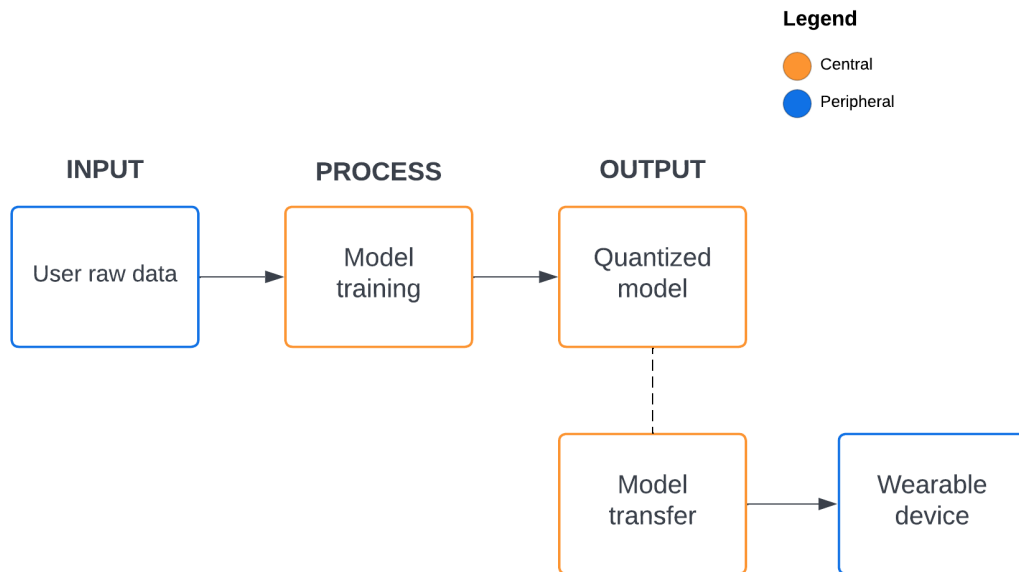 Legend
Central
Peripheral
INPUT
PROCESS
OUTPUT
User raw data
Model
training
Quantized
model
Model
transfer
Wearable
device